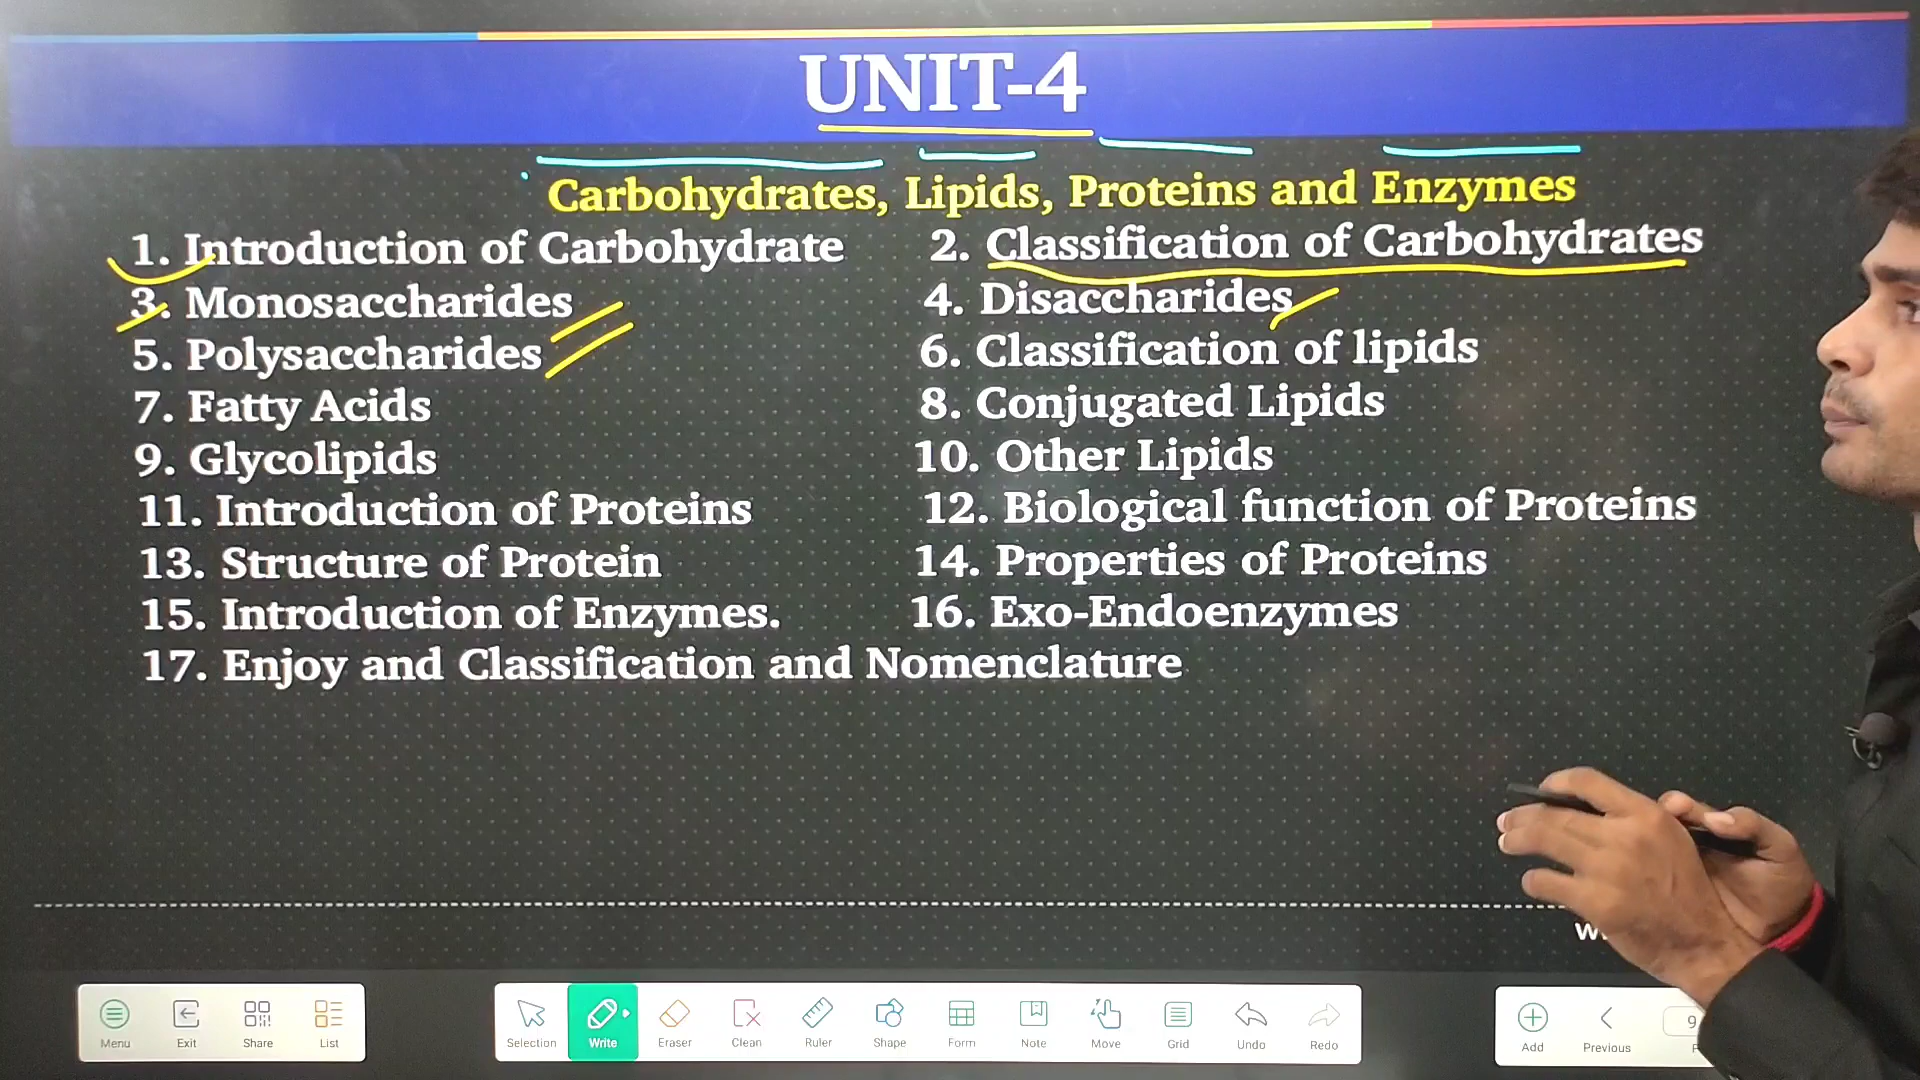 UNIT-4
Carbohydrates, Lipids, Proteins and Enzymes
1. Introduction of Carbohydrate 2. Classification of Carbohydrates
3. Monosaccharides 4. Disaccharides
5. Polysaccharides 6. Classification of lipids
7. Fatty Acids 8. Conjugated Lipids
9. Glycolipids 10. Other Lipids
11. Introduction of Proteins 12. Biological function of Proteins
13. Structure of Protein 14. Properties of Proteins
15. Introduction of Enzymes. 16. Exo-Endoenzymes
17. Enjoy and Classification and Nomenclature
Menu Exit Share List Selection Write Eraser Clean Ruler Shape Form Note Move Grid Undo Redo Add Previous 9